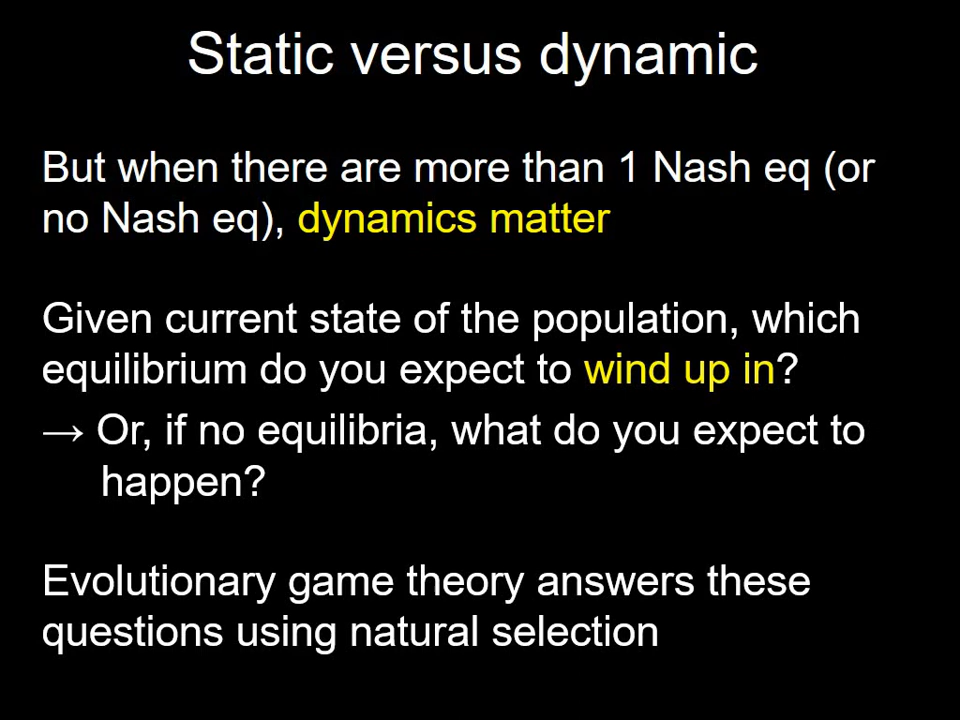 Static versus dynamic
But when there are more than 1 Nash eq (or
no Nash eq), dynamics matter
Given current state of the population, which
equilibrium do you expect to wind up in?
→ Or, if no equilibria, what do you expect to
happen?
Evolutionary game theory answers these
questions using natural selection